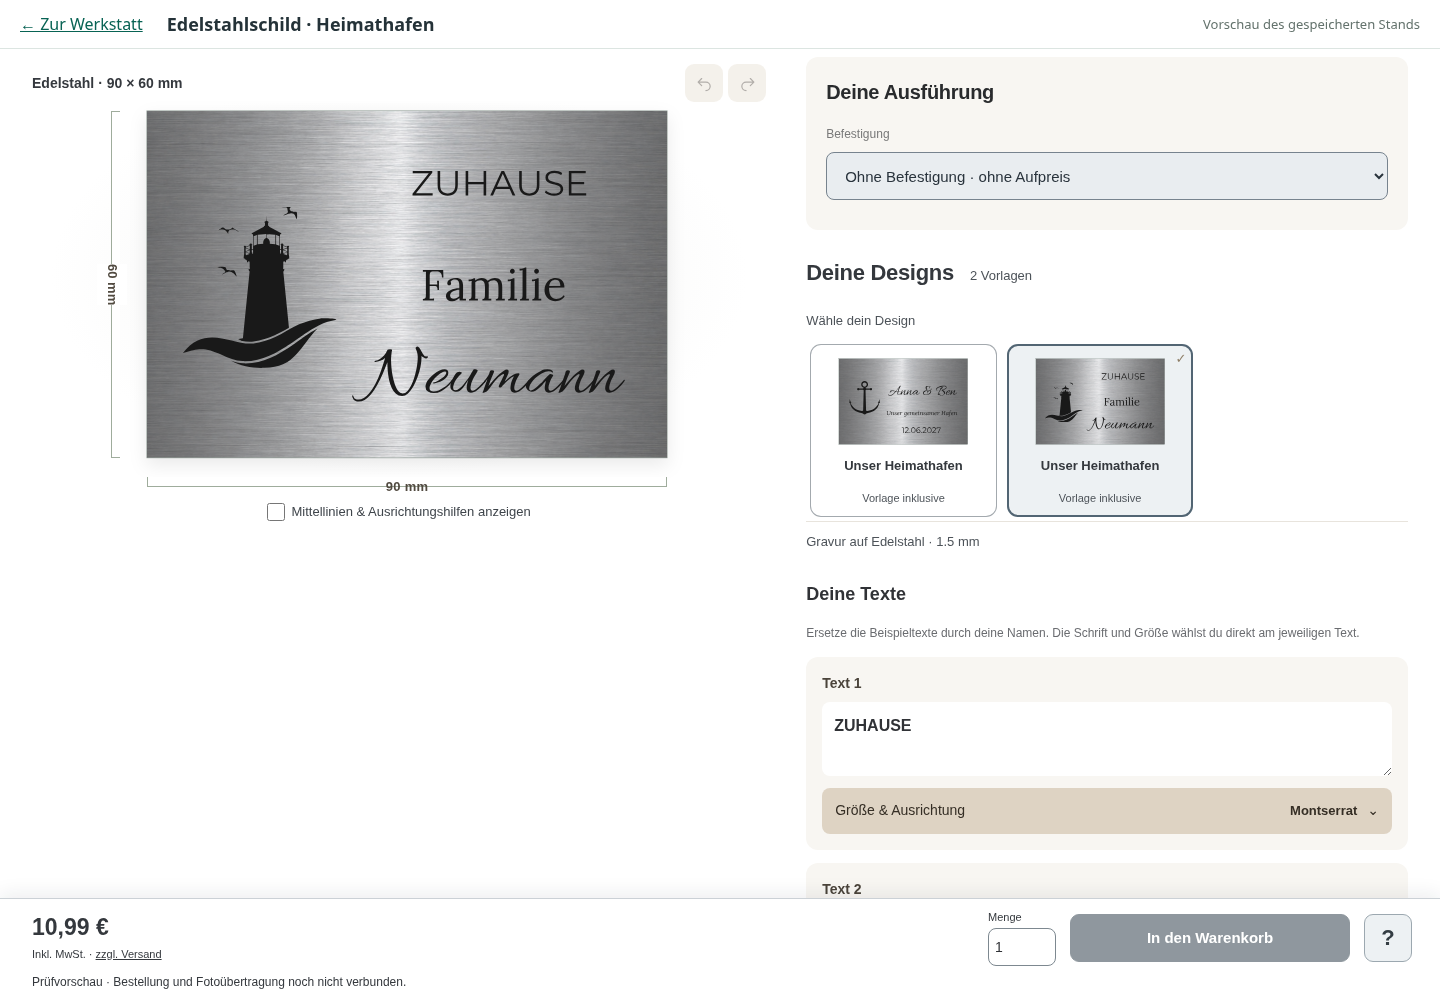 ← Zur Werkstatt
Edelstahlschild · Heimathafen
Vorschau des gespeicherten Stands
Edelstahl · 90 × 60 mm
60 mm
ZUHAUSE
Familie
Neumann
90 mm
Mittellinien & Ausrichtungshilfen anzeigen
Deine Ausführung
Befestigung
Ohne Befestigung · ohne Aufpreis
Deine Designs
2 Vorlagen
Wähle dein Design
Anna & Ben
Unser gemeinsamer Hafen
12.06.2027
Unser Heimathafen
Vorlage inklusive
ZUHAUSE
Familie
Neumann
Unser Heimathafen
Vorlage inklusive
Gravur auf Edelstahl · 1.5 mm
Deine Texte
Ersetze die Beispieltexte durch deine Namen. Die Schrift und Größe wählst du direkt am jeweiligen Text.
Text 1
ZUHAUSE
Größe & Ausrichtung
Montserrat
Text 2
10,99 €
Inkl. MwSt. · zzgl. Versand
Prüfvorschau · Bestellung und Fotoübertragung noch nicht verbunden.
Menge
1
In den Warenkorb
?